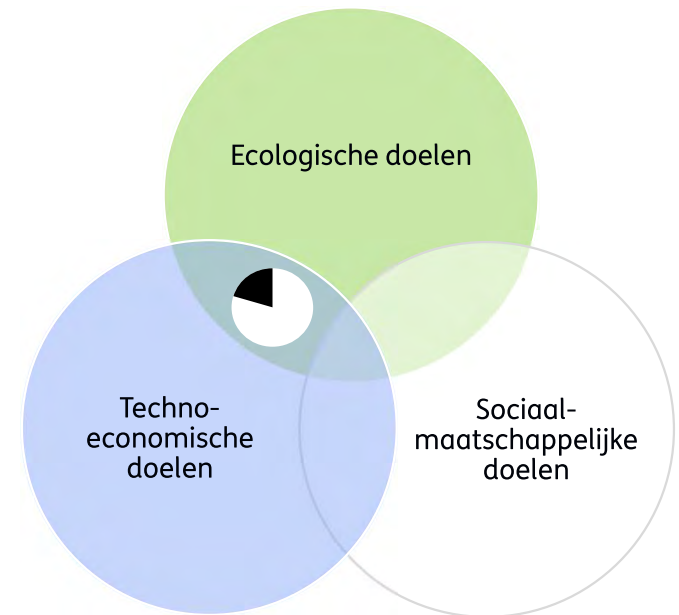 Ecologische doelen
Techno-
economische
doelen
Sociaal-
maatschappelijke
doelen